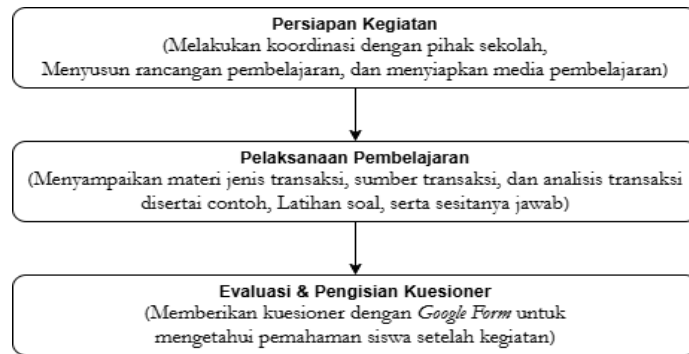 Persiapan Kegiatan
(Melakukan koordinasi dengan pihak sekolah,
Menyusun rancangan pembelajaran, dan menyiapkan media pembelajaran)
Pelaksanaan Pembelajaran
(Menyampaikan materi jenis transaksi, sumber transaksi, dan analisis transaksi
disertai contoh, Latihan soal, serta sesitanya jawab)
Evaluasi & Pengisian Kuesioner
(Memberikan kuesioner dengan Google Form untuk
mengetahui pemahaman siswa setelah kegiatan)